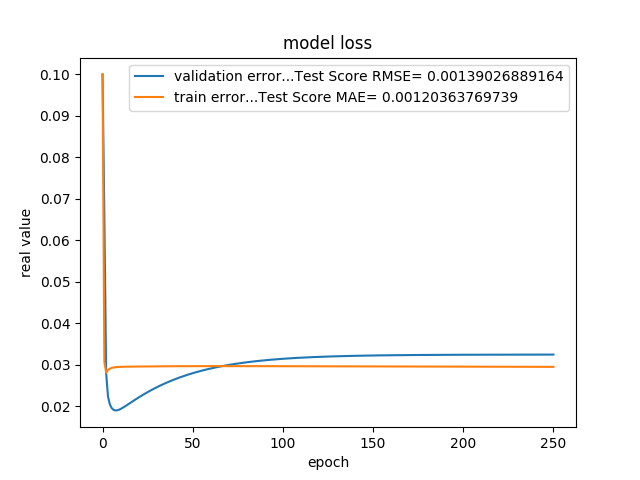 model loss
validation error...Test Score RMSE= 0.00139026889164
train error...Test Score MAE= 0.00120363769739
0.10
0.09
0.08
0.07
0.06
0.05
0.04
0.03
0.02
real value
0 50 100 150 200 250
epoch